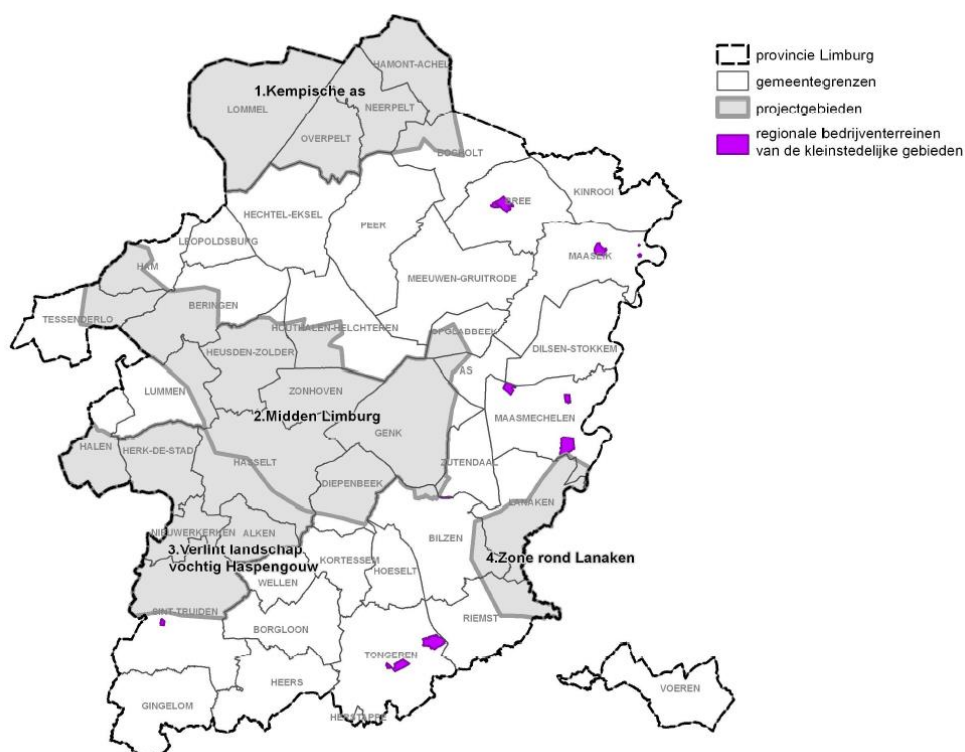 provincie Limburg
gemeentegrenzen
projectgebieden
regionale bedrijventerreinen
van de kleinstedelijke gebieden
HAMONT-ACHEL
1.Kempische as
LOMMEL
NEERPELT
OVERPELT
BOCHOLT
KINROOI
BREE
HECHTEL-EKSEL
PEER
LEOPOLDSBURG
MAASEIK
HAM
MEEUWEN-GRUITRODE
BERINGEN
TESSENDERLO
HOUTHALEN-HELCHTEREN
OPGLABBEEK
HEUSDEN-ZOLDER
DILSEN-STOKKEM
AS
LUMMEN
ZONHOVEN
2.Midden Limburg
MAASMECHELEN
GENK
HALEN
HERK-DE-STAD
HASSELT
ZUTENDAAL
DIEPENBEEK
LANAKEN
NIEUWERKERKEN
ALKEN
BILZEN
3.Verlint landschap
vochtig Haspengouw
KORTESSEM
HOESELT
4.Zone rond Lanaken
WELLEN
SINT-TRUIDEN
RIEMST
BORGLOON
TONGEREN
HEERS
VOEREN
GINGELOM
HERSTAPPE